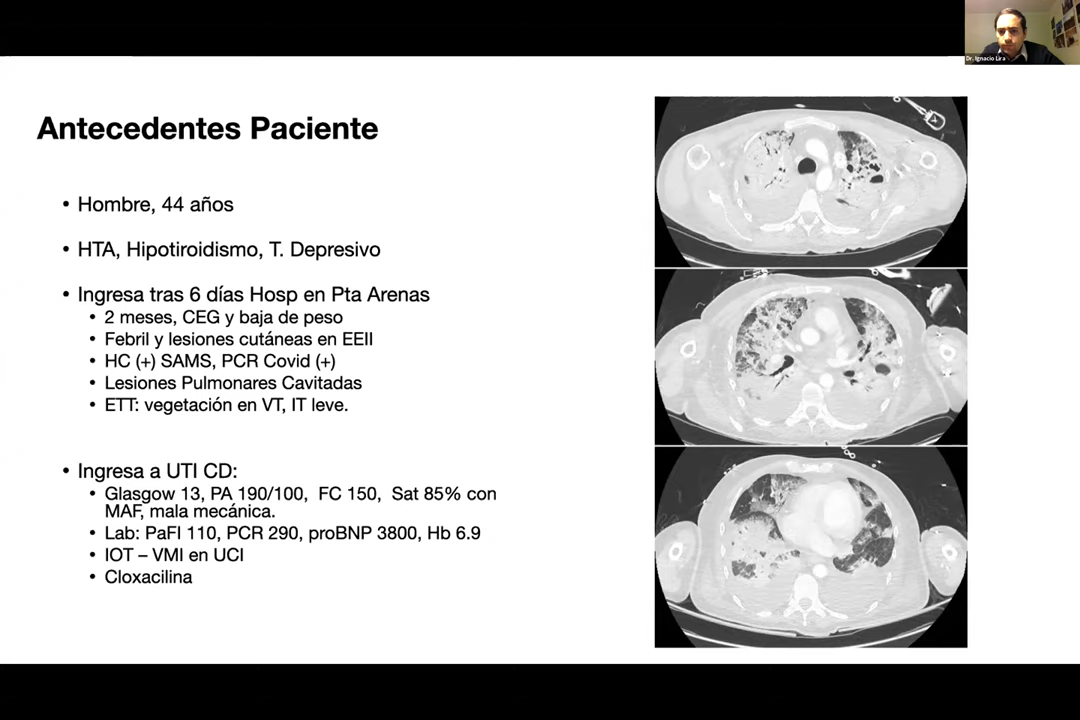 Dr. Ignacio Lira
Antecedentes Paciente
• Hombre, 44 años
• HTA, Hipotiroidismo, T. Depresivo
• Ingresa tras 6 días Hosp en Pta Arenas
• 2 meses, CEG y baja de peso
• Febril y lesiones cutáneas en EEII
• HC (+) SAMS, PCR Covid (+)
• Lesiones Pulmonares Cavitadas
• ETT: vegetación en VT, IT leve.
• Ingresa a UTI CD:
• Glasgow 13, PA 190/100, FC 150, Sat 85% con
MAF, mala mecánica.
• Lab: PaFI 110, PCR 290, proBNP 3800, Hb 6.9
• IOT – VMI en UCI
• Cloxacilina